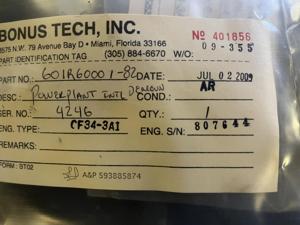 BONUS TECH, INC. № 401856
8575 N.W. 79 Avenue Bay D • Miami, Florida 33166 09-355
PART IDENTIFICATION TAG (305) 884-6670 W/O:
PART NO.: 601R60001-82 DATE: JUL 02 2009
DESC: POWERPLANT INTL COND.: AR
SER. NO. 4246 QTY.: 1
ENG. TYPE: CF34-3A1 ENG. S/N: 807644
REMARKS:
FORM: BT02
A&P 593885874